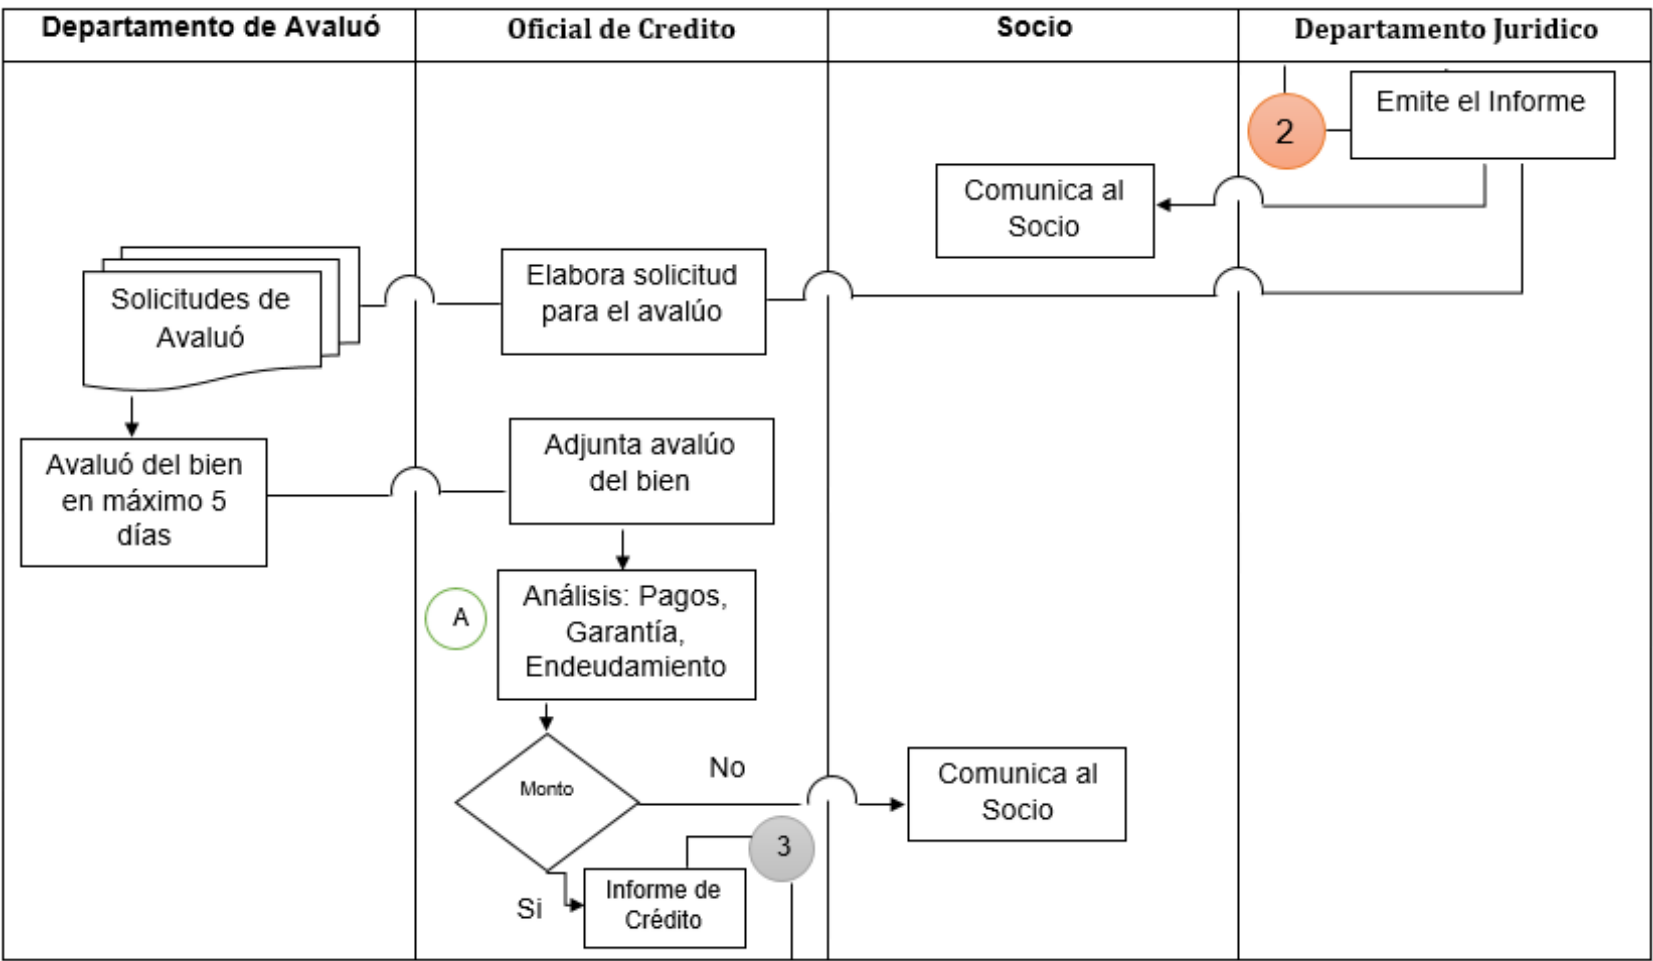 Departamento de Avaluó
Oficial de Credito
Socio
Departamento Juridico
2
Emite el Informe
Comunica al
Socio
Solicitudes de
Avaluó
Elabora solicitud
para el avalúo
Avaluó del bien
en máximo 5
días
Adjunta avalúo
del bien
A
Análisis: Pagos,
Garantía,
Endeudamiento
Monto
No
Comunica al
Socio
3
Si
Informe de
Crédito